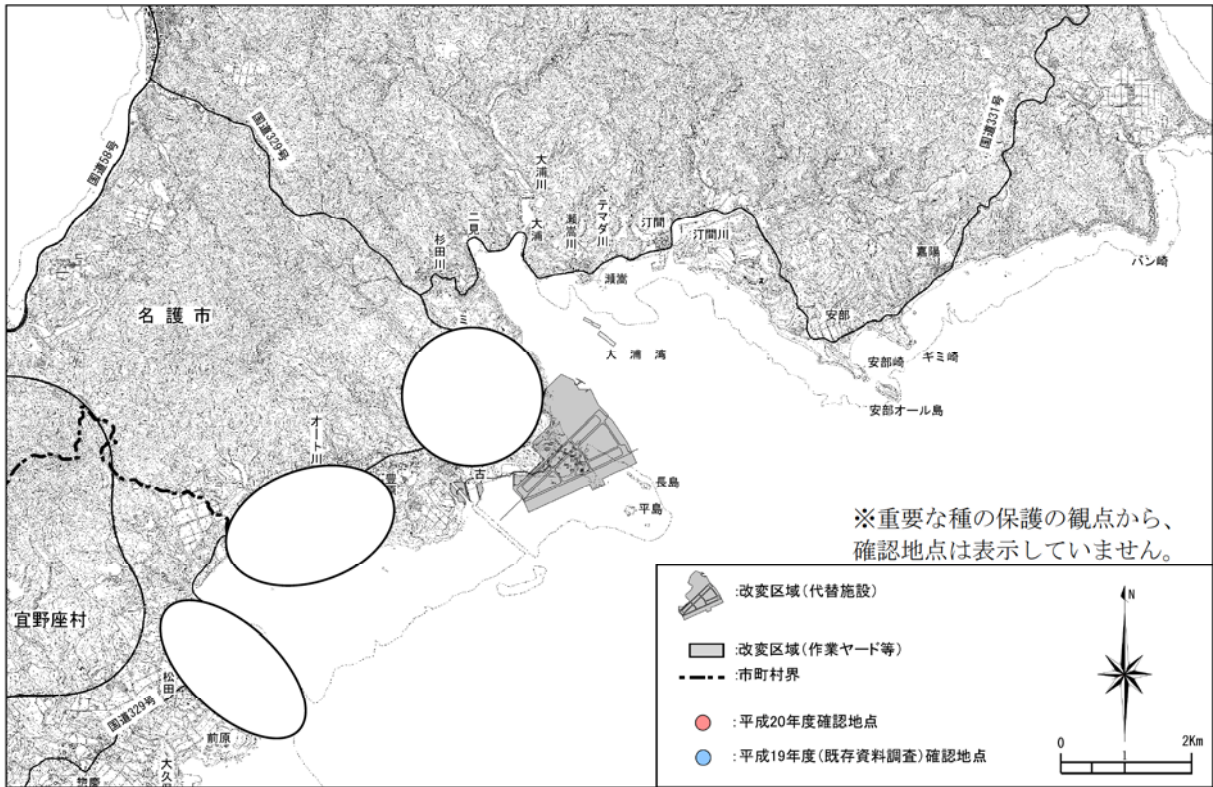 国道58号
国道329号
国道331号
大浦川
二見
大浦
杉田川
瀬嵩川
テマダ川
汀間
汀間川
瀬嵩
嘉陽
バン崎
安部
安部崎
ギミ崎
安部オール島
大浦湾
名護市
ミ
オート川
豊
古
長島
平島
宜野座村
松田
国道329号
前原
惣慶
※重要な種の保護の観点から、
確認地点は表示していません。
:改変区域(代替施設)
:改変区域(作業ヤード等)
:市町村界
:平成20年度確認地点
:平成19年度(既存資料調査)確認地点
N
0 2Km